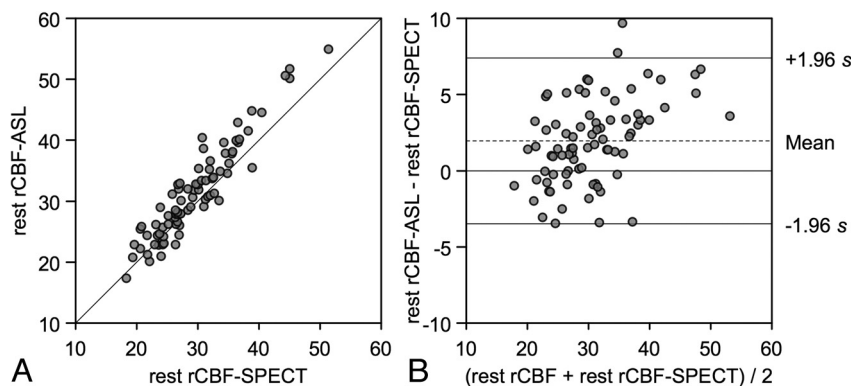 60
50
40
30
20
10
rest rCBF-ASL
10 20 30 40 50 60
rest rCBF-SPECT
A
10
5
0
-5
-10
rest rCBF-ASL - rest rCBF-SPECT
+1.96 s
Mean
-1.96 s
10 20 30 40 50 60
(rest rCBF + rest rCBF-SPECT) / 2
B